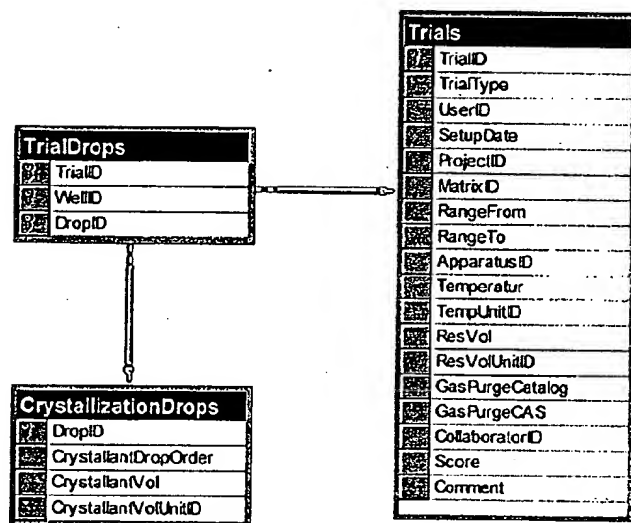 TrialDrops
TrialID
WellID
DropID
CrystallizationDrops
DropID
CrystallantDropOrder
CrystallantVol
CrystallantVolUnitID
Trials
TrialID
TrialType
UserID
SetupDate
ProjectID
MatrixID
RangeFrom
RangeTo
ApparatusID
Temperatur
TempUnitID
ResVol
ResVolUnitID
GasPurgeCatalog
GasPurgeCAS
CollaboratorID
Score
Comment